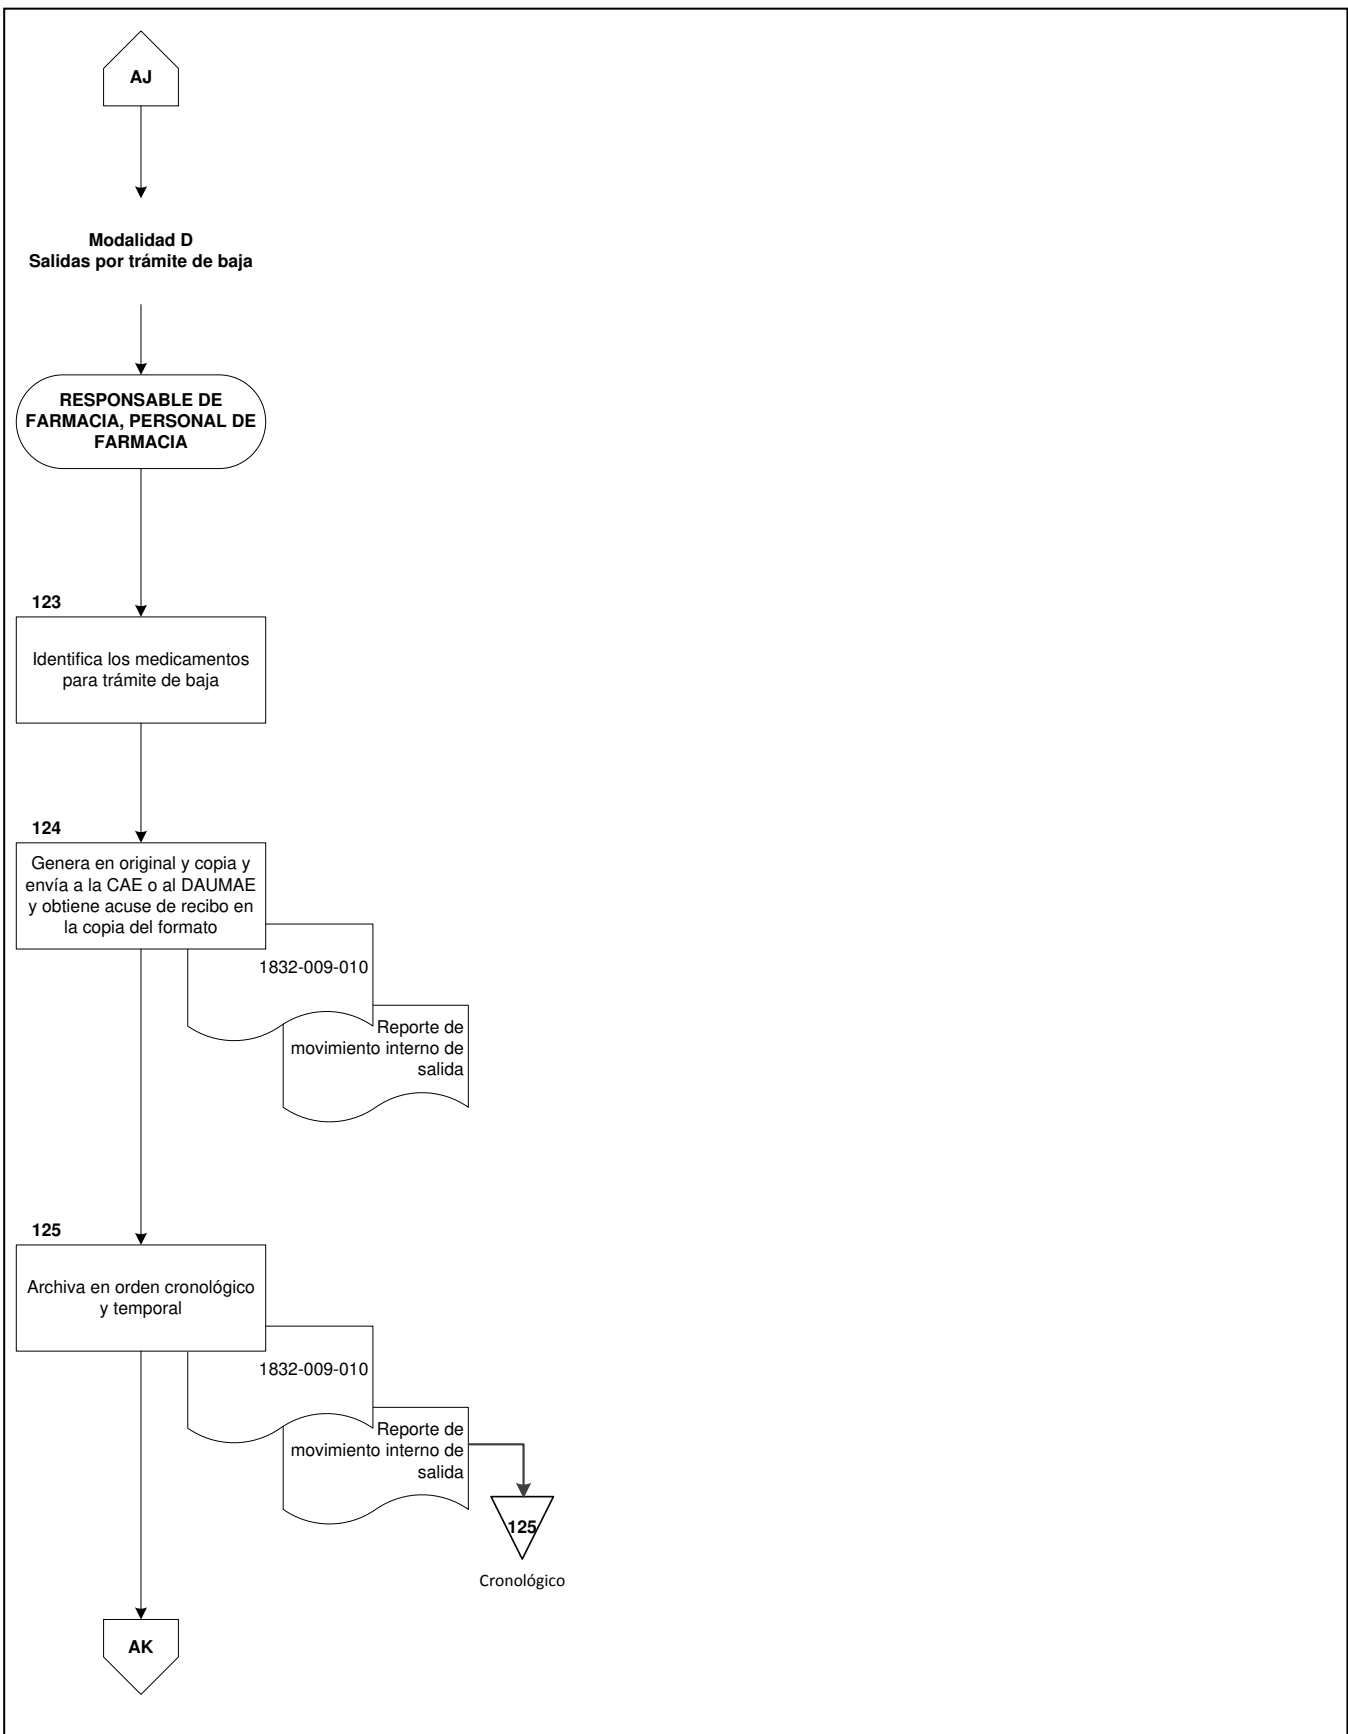 AJ
Modalidad D
Salidas por trámite de baja
RESPONSABLE DE
FARMACIA, PERSONAL DE
FARMACIA
123
Identifica los medicamentos
para trámite de baja
124
Genera en original y copia y
envía a la CAE o al DAUMAE
y obtiene acuse de recibo en
la copia del formato
1832-009-010
Reporte de
movimiento interno de
salida
125
Archiva en orden cronológico
y temporal
1832-009-010
Reporte de
movimiento interno de
salida
125
Cronológico
AK